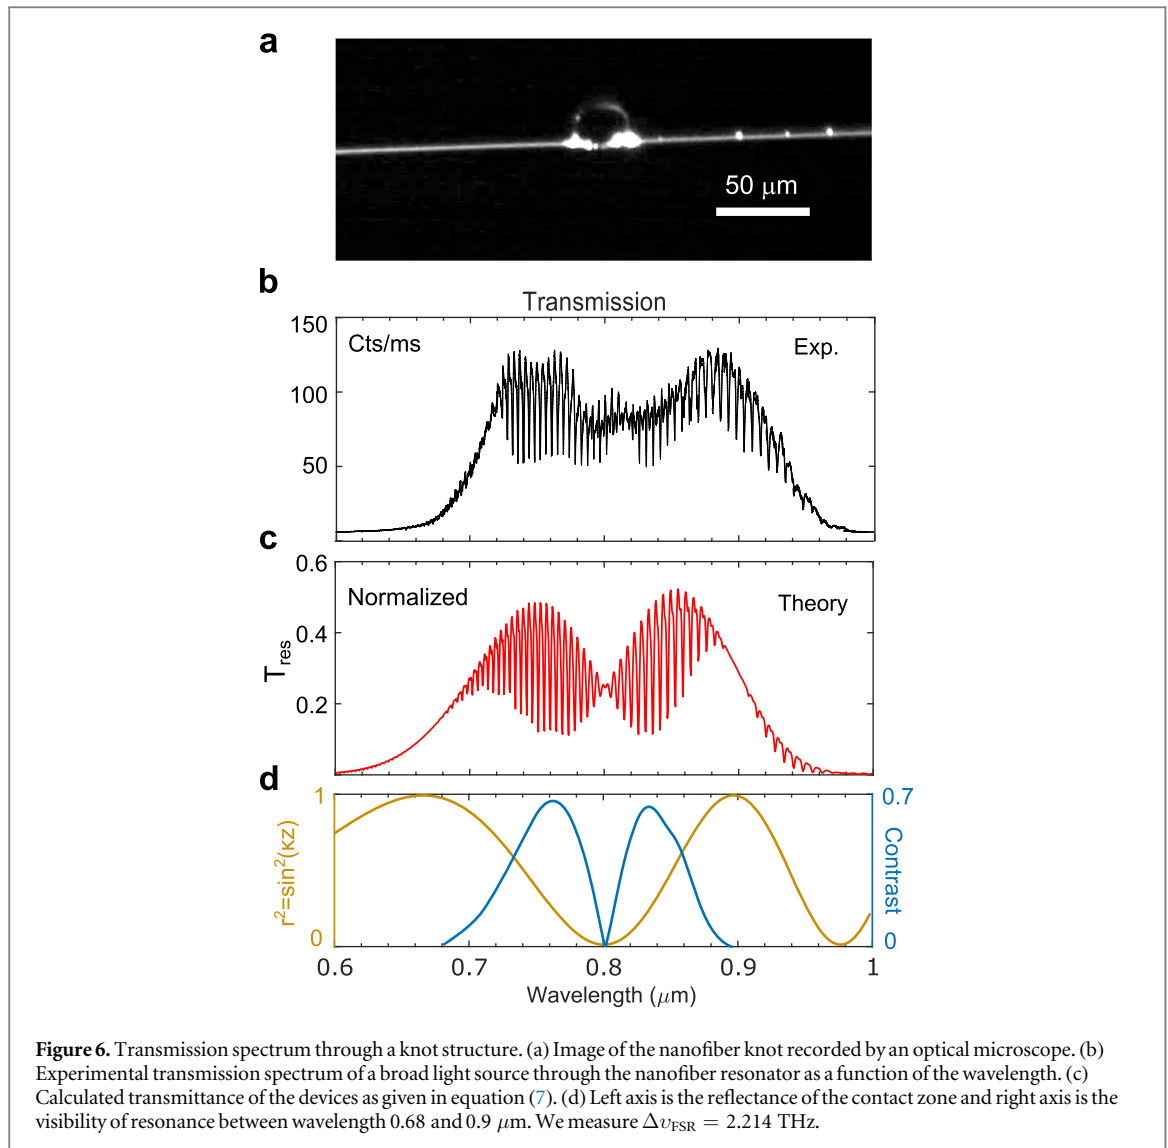 a
50 μm
b
Transmission
150
Cts/ms
Exp.
100
50
c
0.6
Normalized
Theory
0.4
T_res
0.2
d
1
0.7
r²=sin²(κz)
Contrast
0
0
0.6 0.7 0.8 0.9 1
Wavelength (μm)
Figure 6. Transmission spectrum through a knot structure. (a) Image of the nanofiber knot recorded by an optical microscope. (b)
Experimental transmission spectrum of a broad light source through the nanofiber resonator as a function of the wavelength. (c)
Calculated transmittance of the devices as given in equation (7). (d) Left axis is the reflectance of the contact zone and right axis is the
visibility of resonance between wavelength 0.68 and 0.9 μm. We measure Δυ_FSR = 2.214 THz.